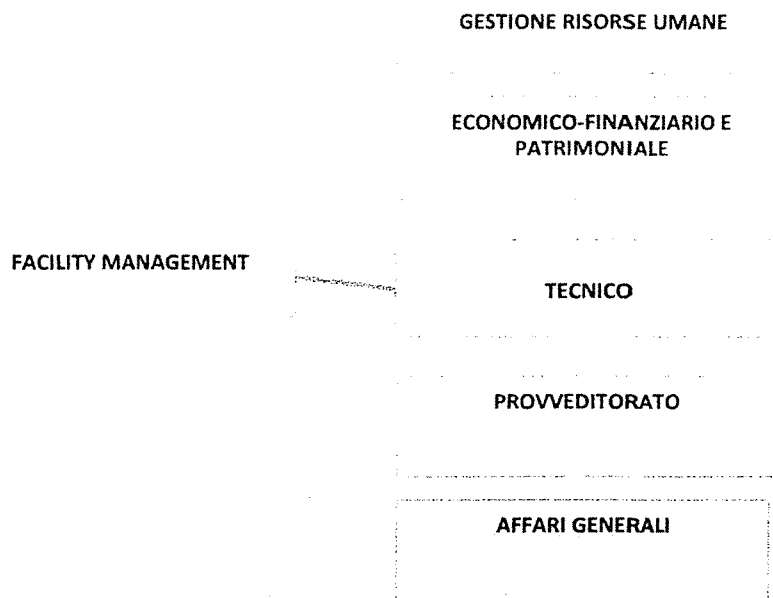 GESTIONE RISORSE UMANE
ECONOMICO-FINANZIARIO E
PATRIMONIALE
FACILITY MANAGEMENT
TECNICO
PROVVEDITORATO
AFFARI GENERALI